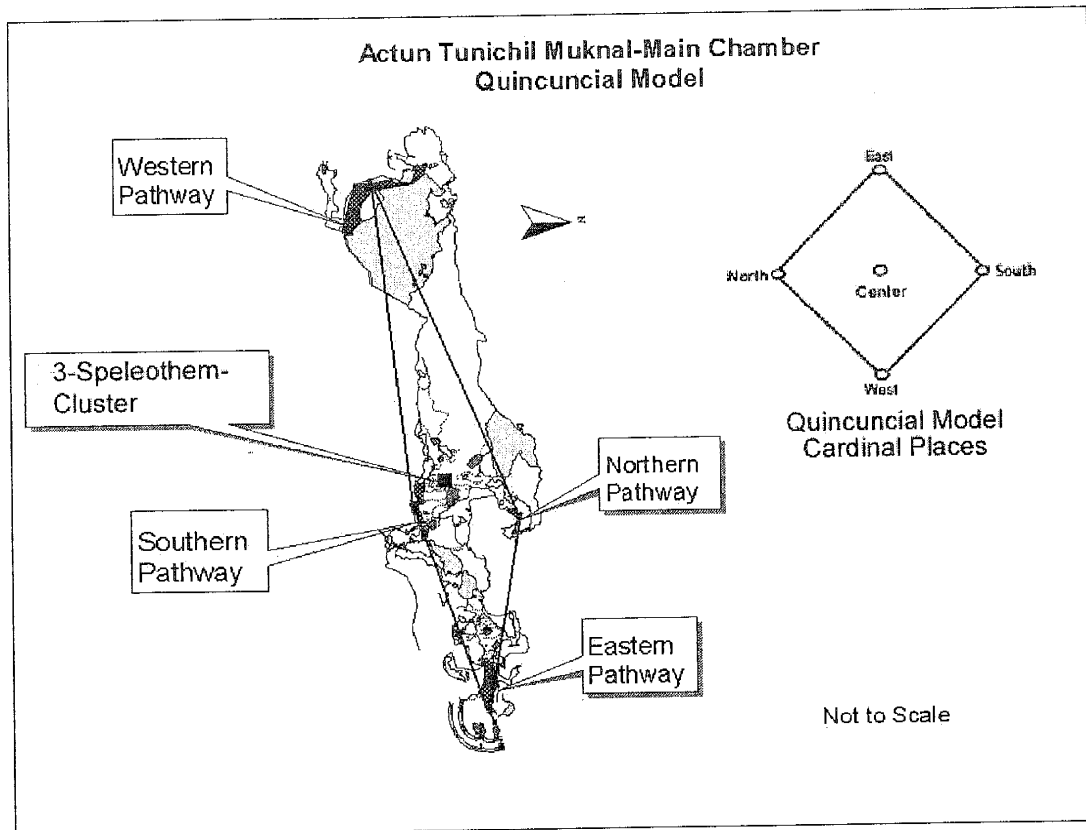 Actun Tunichil Muknal-Main Chamber
Quincuncial Model
Western
Pathway
N
East
North
South
Center
West
3-Speleothem-
Cluster
Quincuncial Model
Cardinal Places
Northern
Pathway
Southern
Pathway
Eastern
Pathway
Not to Scale